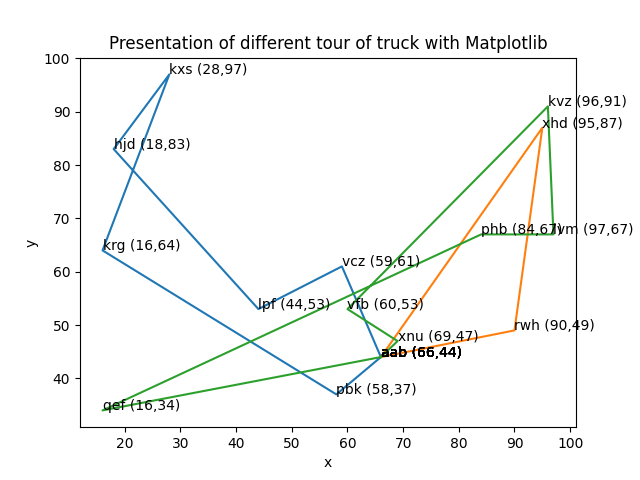 Presentation of different tour of truck with Matplotlib
100
90
80
70
60
50
40
y
kxs (28,97)
kvz (96,91)
xhd (95,87)
hjd (18,83)
phb (84,67)
(97,67)
krg (16,64)
vcz (59,61)
lpf (44,53)
vfb (60,53)
rwh (90,49)
xnu (69,47)
aab (66,44)
pbk (58,37)
qef (16,34)
20
30
40
50
60
70
80
90
100
x